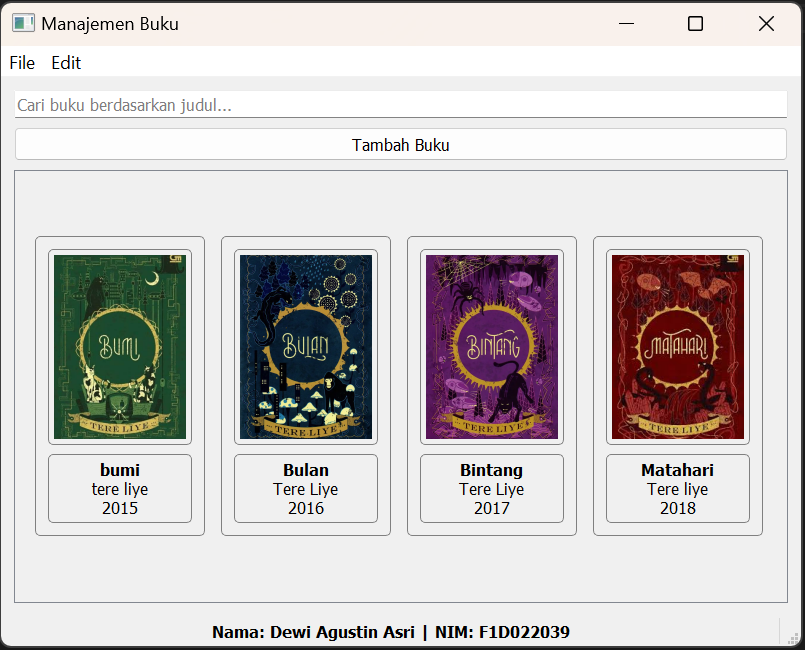 Manajemen Buku
File Edit
Cari buku berdasarkan judul...
Tambah Buku
GM
BUMI
TERE LIYE
BULAN
TERE LIYE
BINTANG
TERE LIYE
GM
MATAHARI
TERE LIYE
bumi
tere liye
2015
Bulan
Tere Liye
2016
Bintang
Tere Liye
2017
Matahari
Tere liye
2018
Nama: Dewi Agustin Asri | NIM: F1D022039